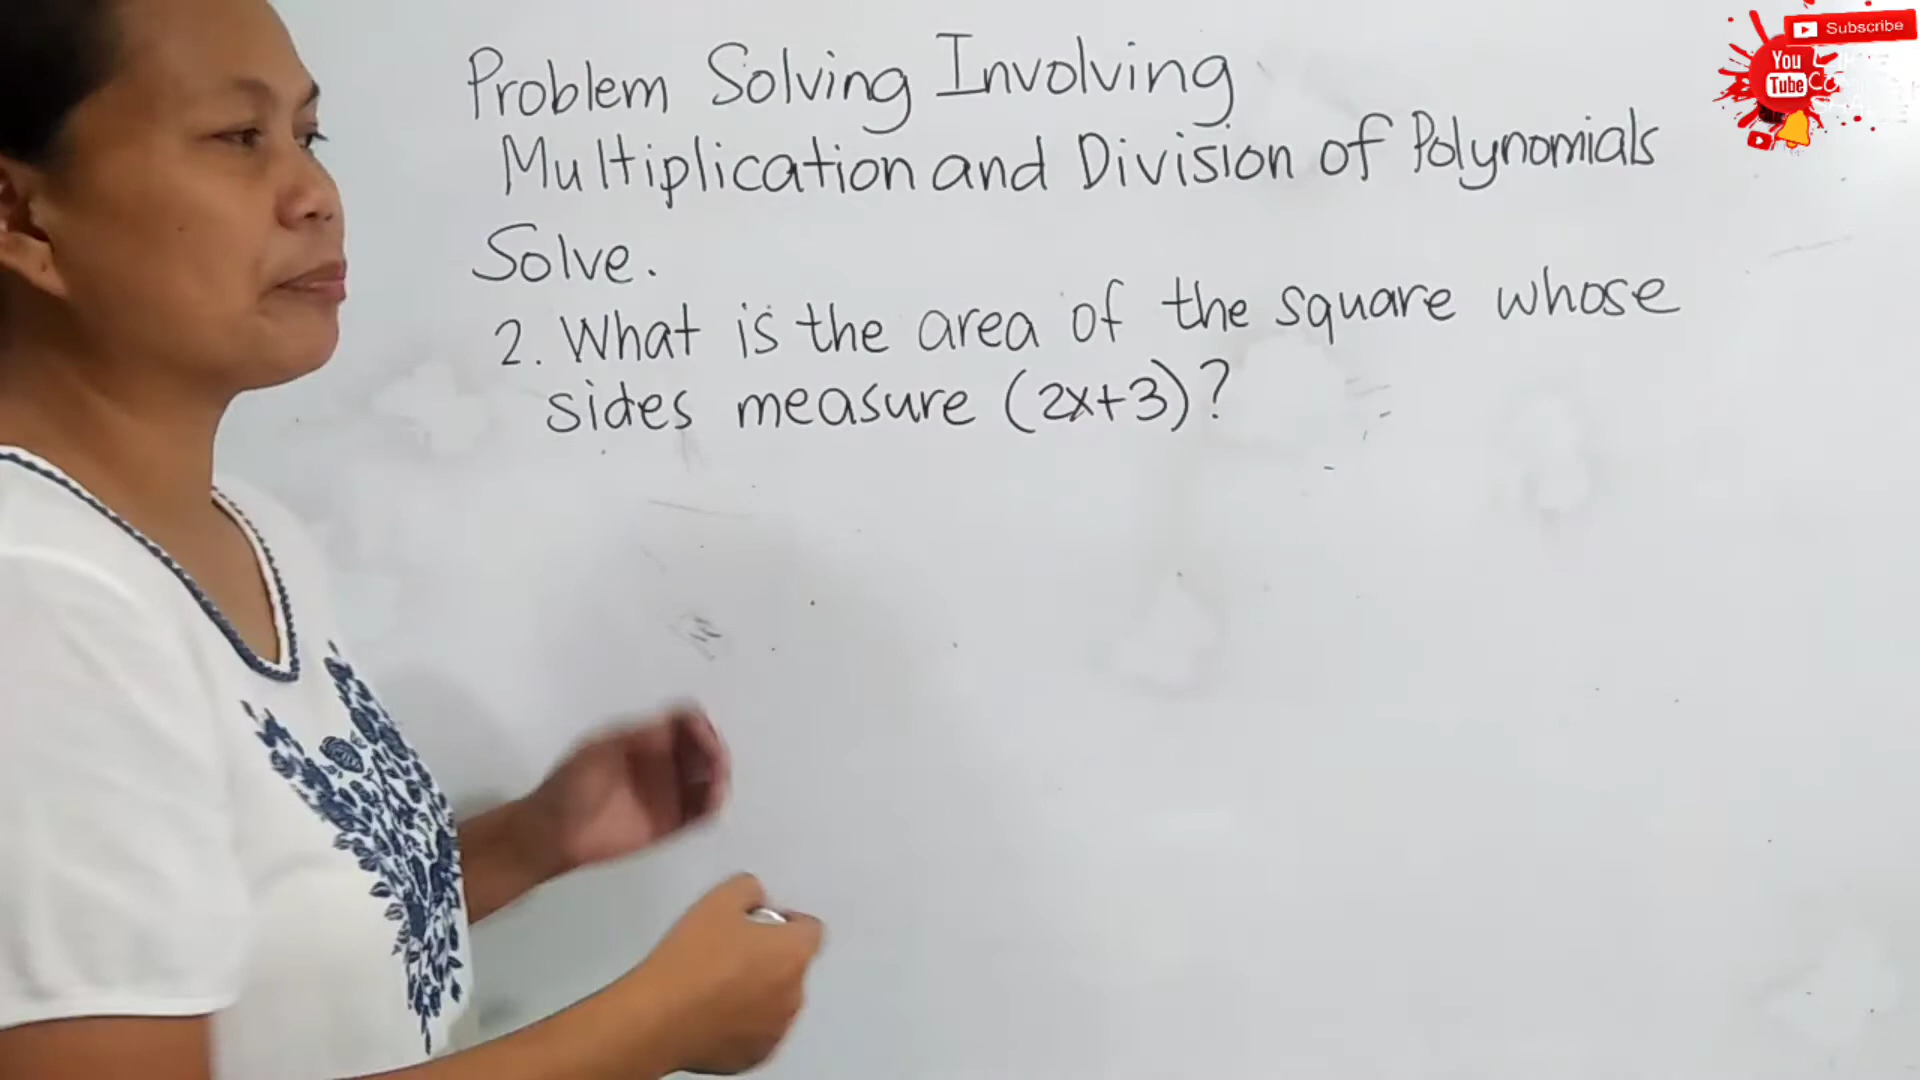 Problem Solving Involving
Multiplication and Division of Polynomials
Solve.
2. What is the area of the square whose
sides measure (2x+3)?
Subscribe
You
Tube